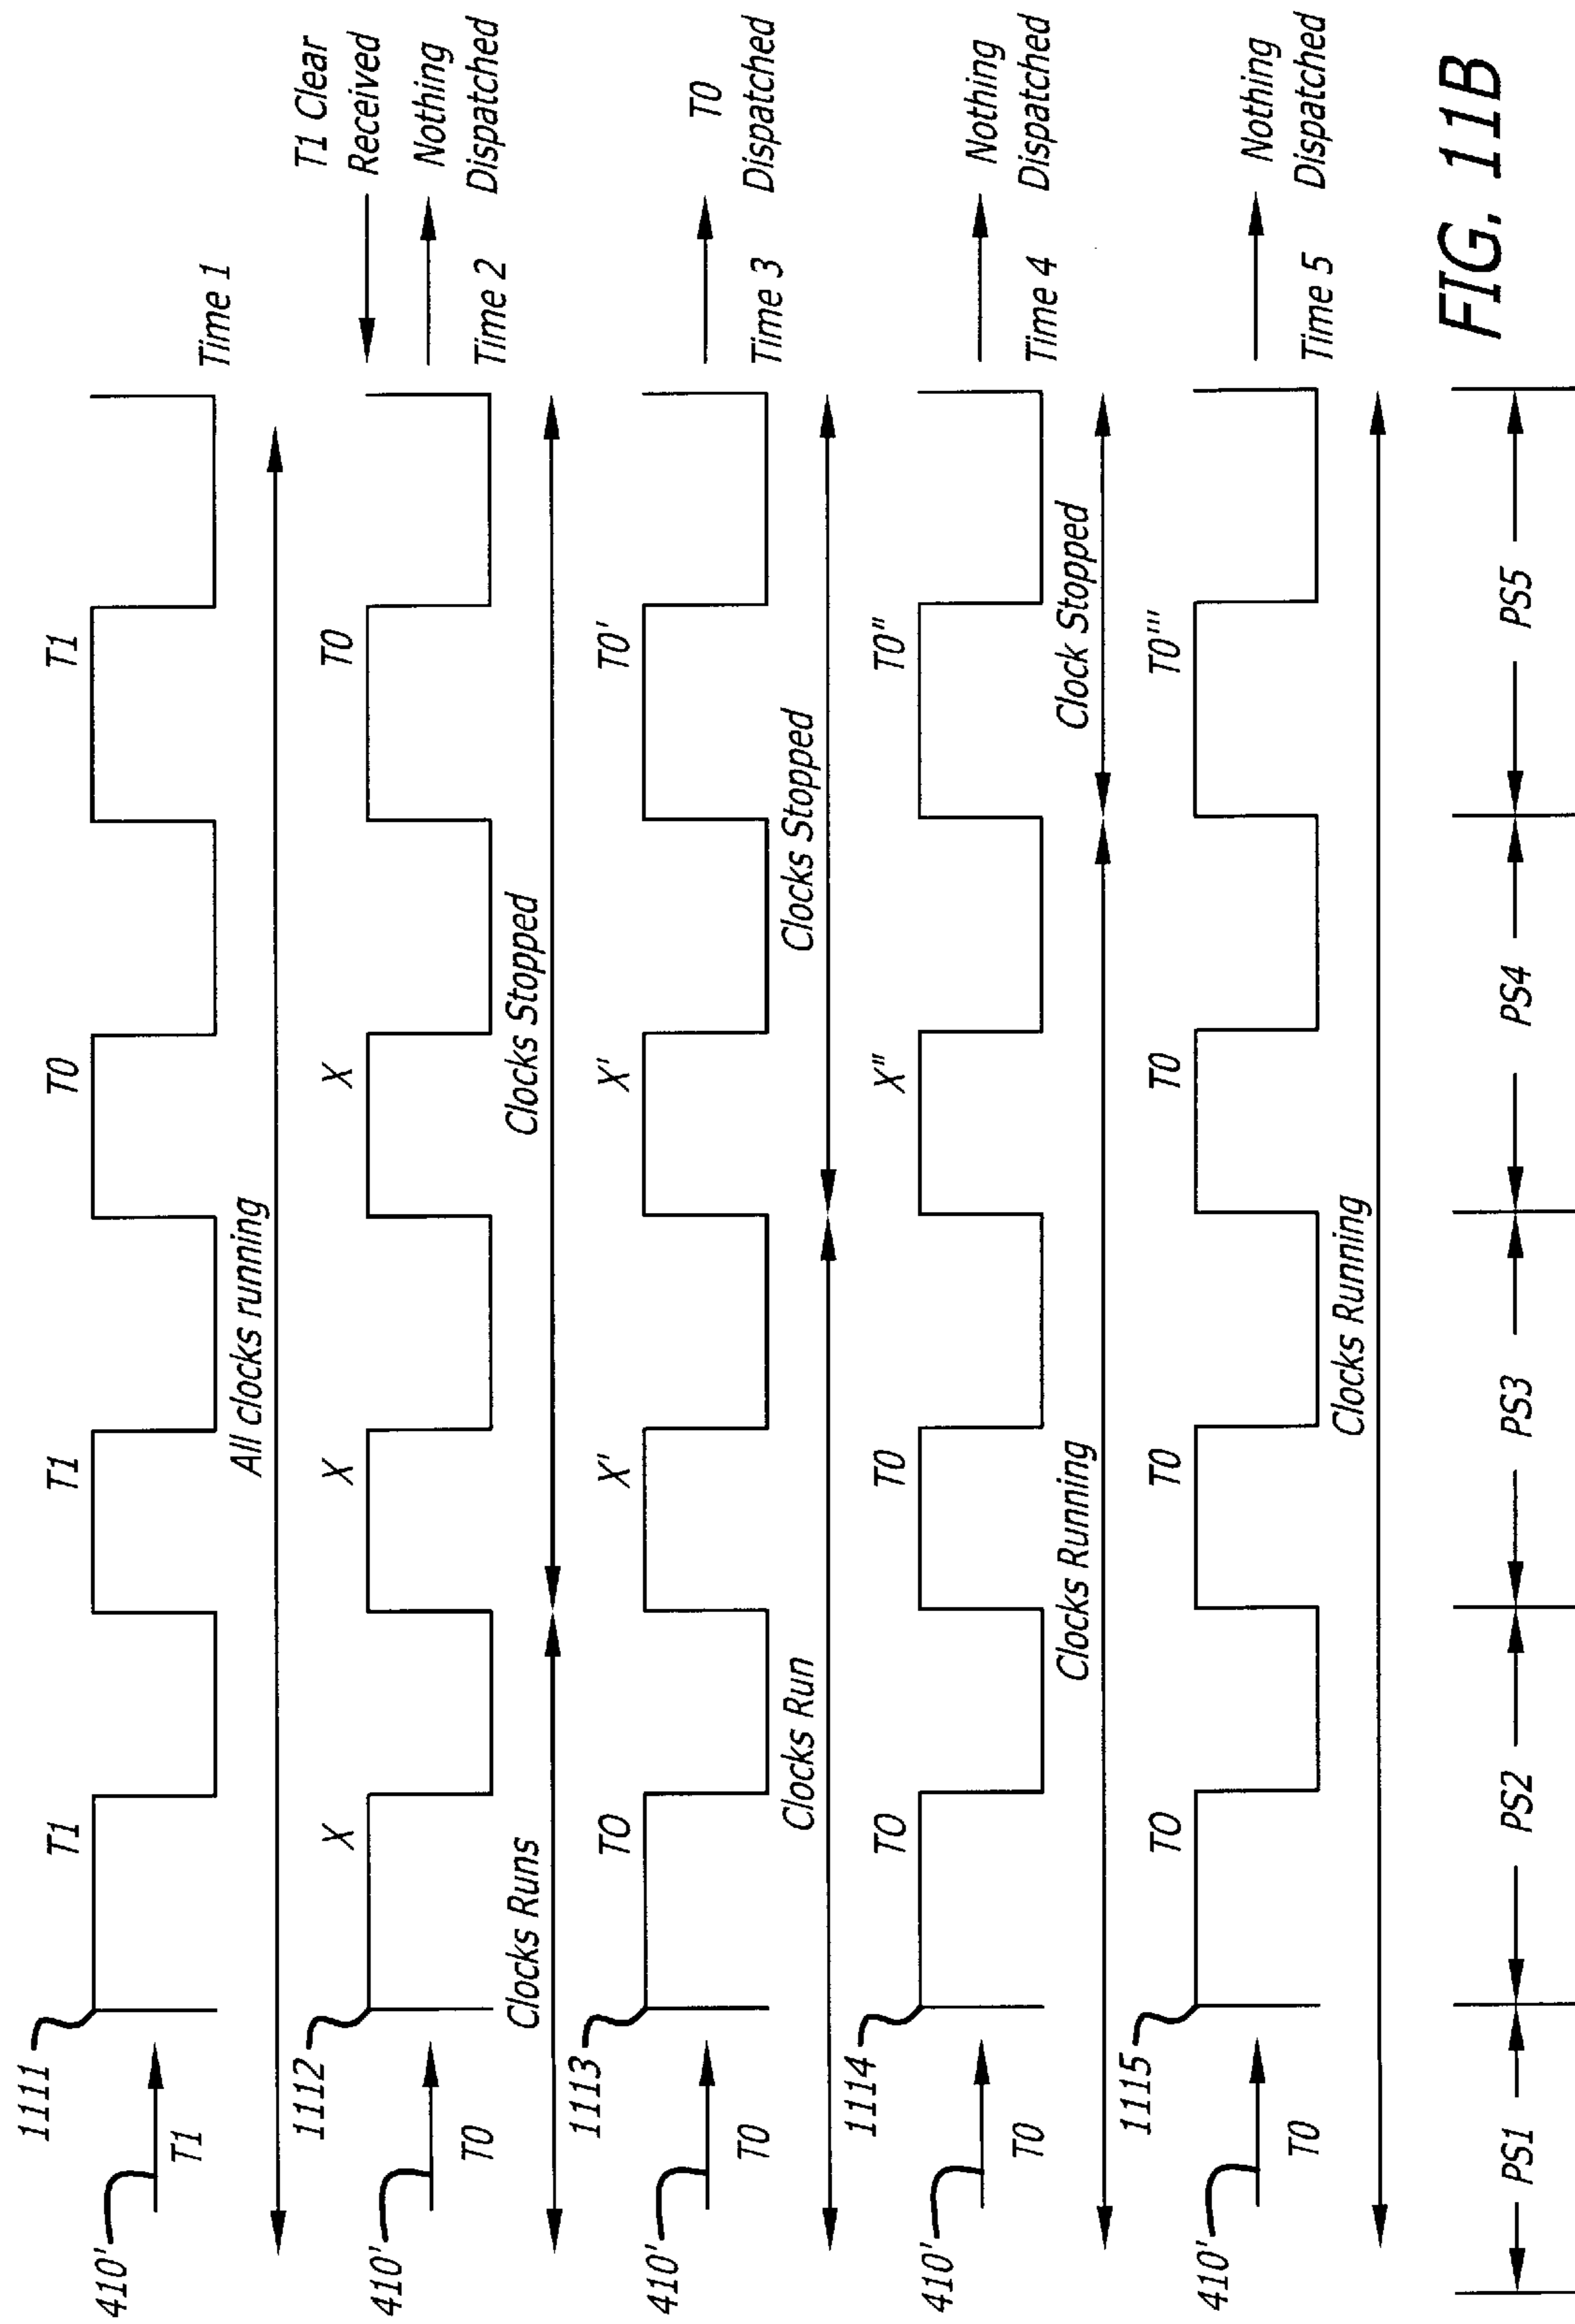 1111
410'
T1
T1
T1
T0
T1
All clocks running
Time 1
1112
410'
T0
X
X
X
T0
Clocks Runs
Clocks Stopped
T1 Clear
Received
Nothing
Dispatched
Time 2
1113
410'
T0
T0
X'
X'
T0'
Clocks Run
Clocks Stopped
T0
Dispatched
Time 3
1114
410'
T0
T0
T0
X"
T0"
Clocks Running
Clock Stopped
Nothing
Dispatched
Time 4
1115
410'
T0
T0
T0
T0
T0'''
Clocks Running
Nothing
Dispatched
Time 5
PS1
PS2
PS3
PS4
PS5
FIG. 11B